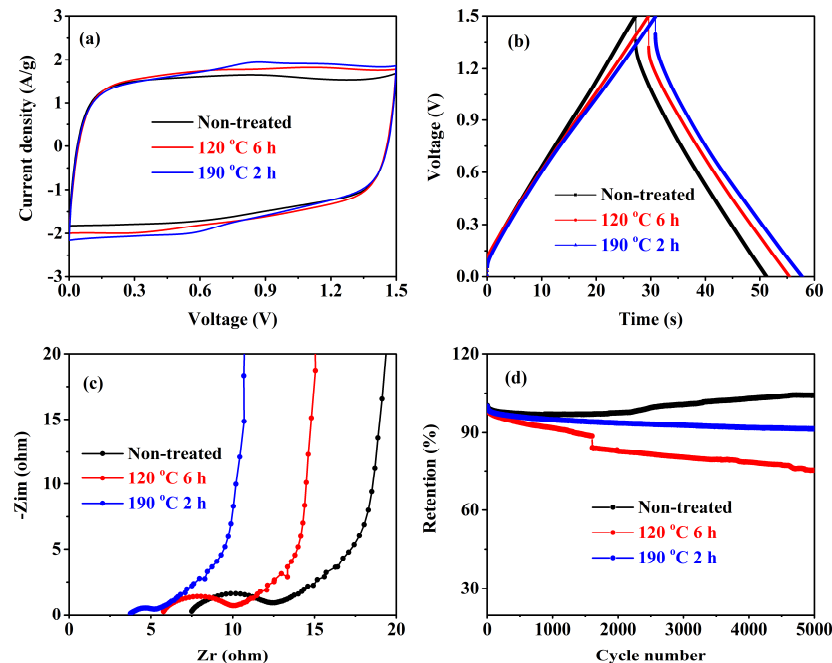 (a)
Current density (A/g)
3
2
1
0
-1
-2
-3
Non-treated
120 °C 6 h
190 °C 2 h
0.0 0.3 0.6 0.9 1.2 1.5
Voltage (V)
(b)
Voltage (V)
1.5
1.2
0.9
0.6
0.3
0.0
Non-treated
120 °C 6 h
190 °C 2 h
0 10 20 30 40 50 60
Time (s)
(c)
-Zim (ohm)
20
15
10
5
0
Non-treated
120 °C 6 h
190 °C 2 h
0 5 10 15 20
Zr (ohm)
(d)
Retention (%)
120
90
60
30
Non-treated
120 °C 6 h
190 °C 2 h
0 1000 2000 3000 4000 5000
Cycle number